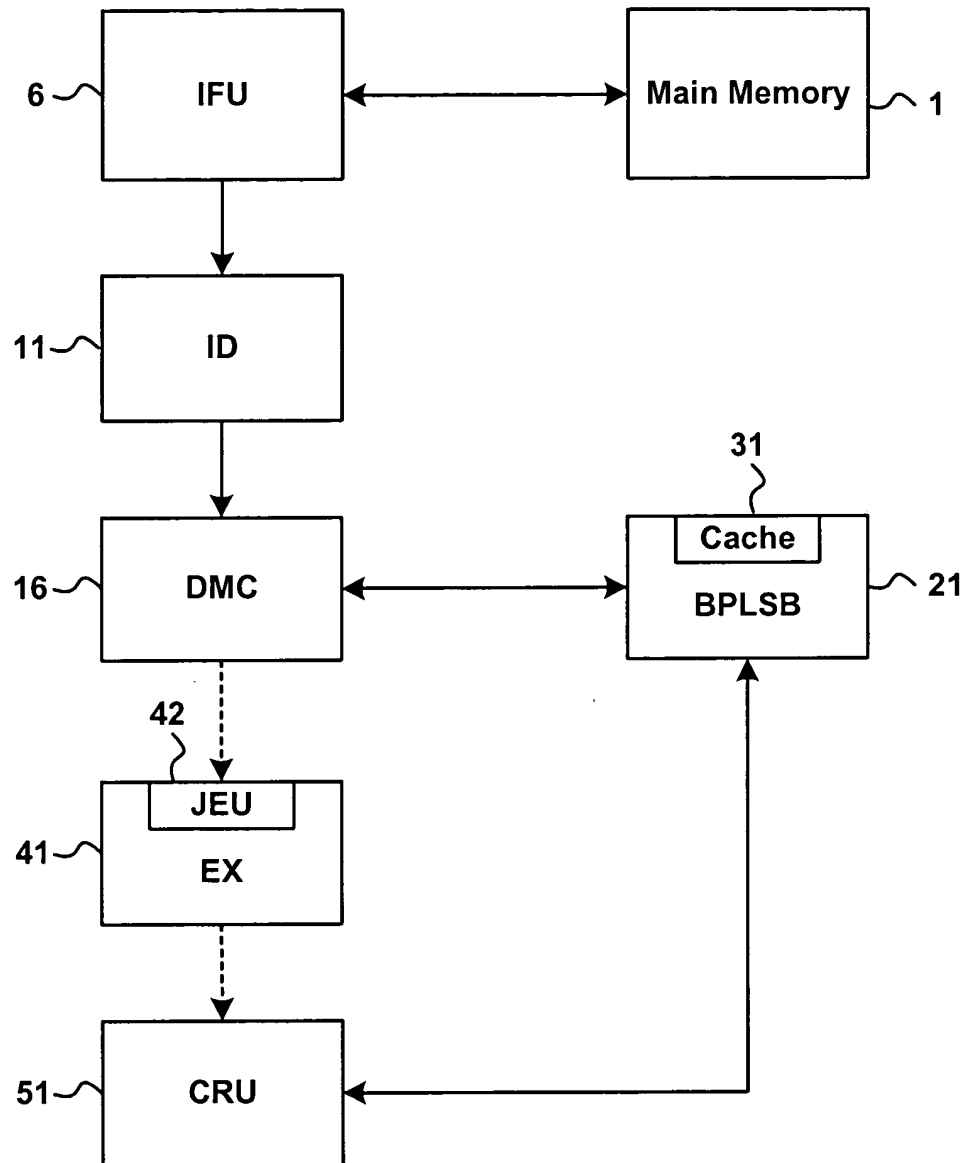 6
IFU
Main Memory
1
11
ID
31
16
DMC
Cache
BPLSB
21
42
JEU
41
EX
51
CRU